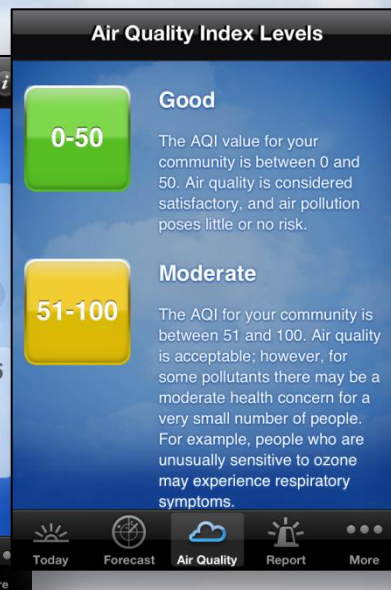 Air Quality Index Levels
i
0-50
Good
The AQI value for your
community is between 0 and
50. Air quality is considered
satisfactory, and air pollution
poses little or no risk.
51-100
Moderate
The AQI for your community is
between 51 and 100. Air quality
is acceptable; however, for
some pollutants there may be a
moderate health concern for a
very small number of people.
For example, people who are
unusually sensitive to ozone
may experience respiratory
symptoms.
Today
Forecast
Air Quality
Report
More